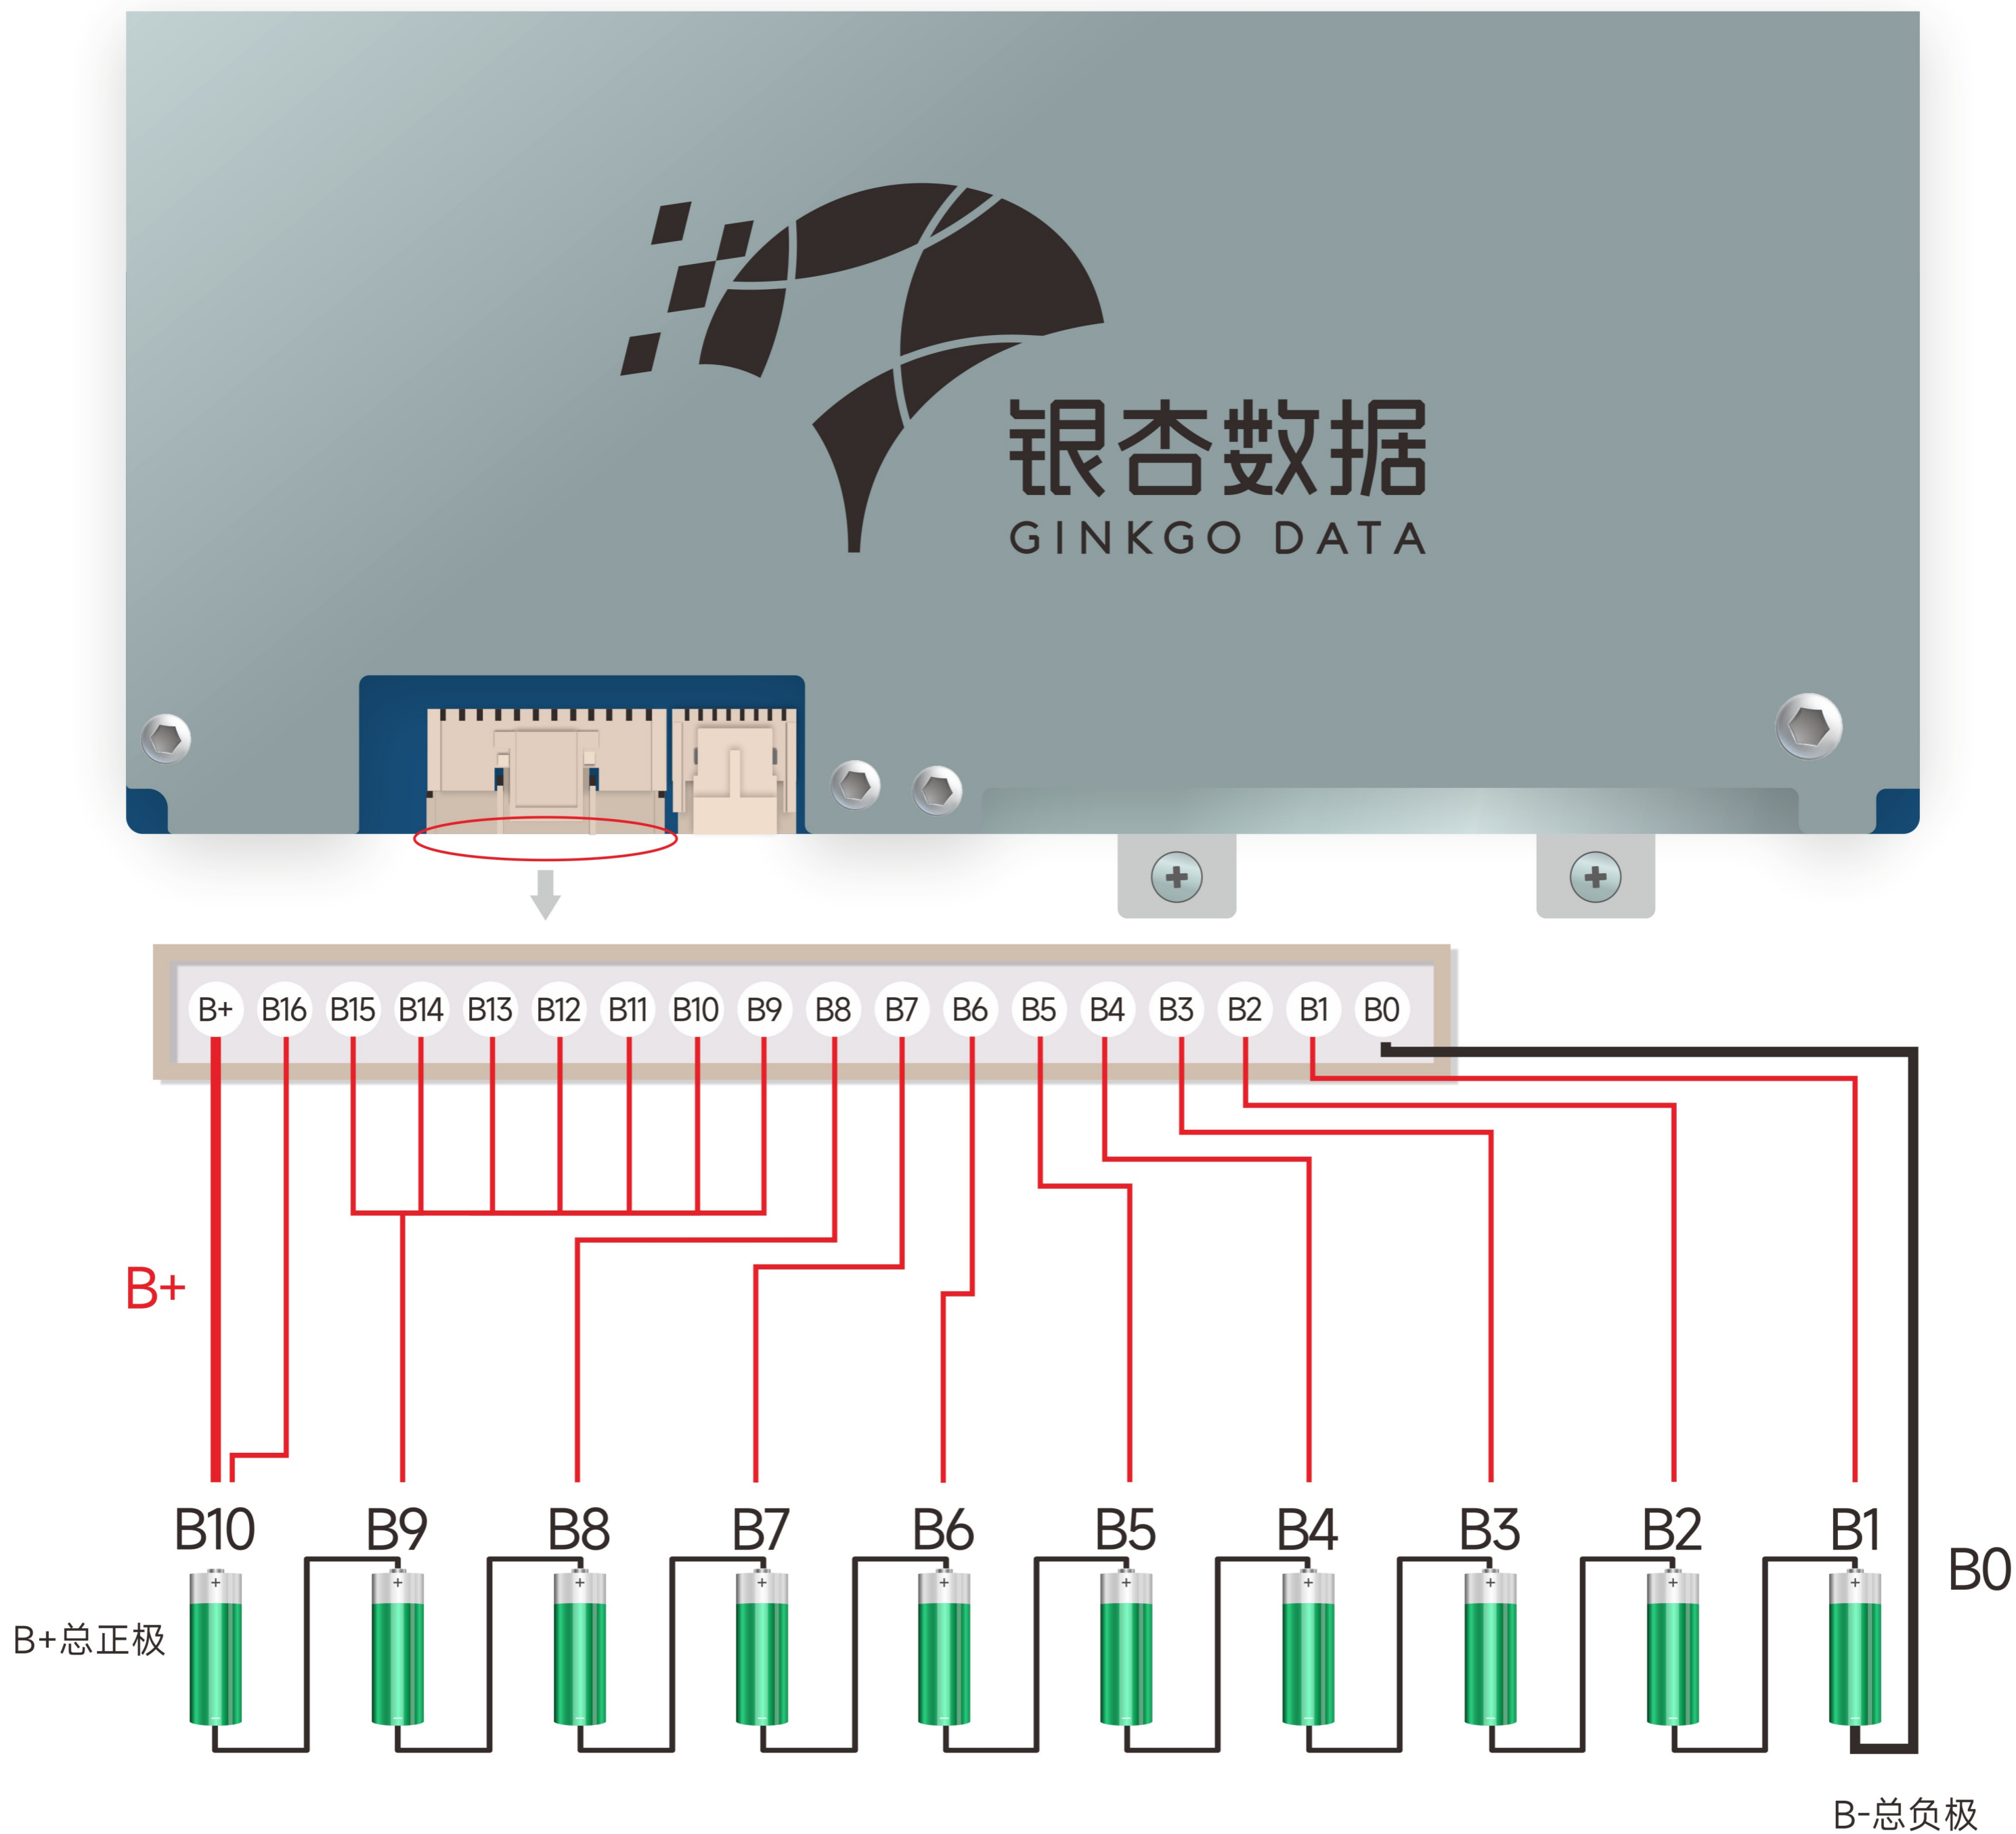 银杏数据
GINKGO DATA
B+ B16 B15 B14 B13 B12 B11 B10 B9 B8 B7 B6 B5 B4 B3 B2 B1 B0
B+
B10 B9 B8 B7 B6 B5 B4 B3 B2 B1
B0
+ + + + + + + + + +
B+总正极
- - - - - - - - - -
B-总负极